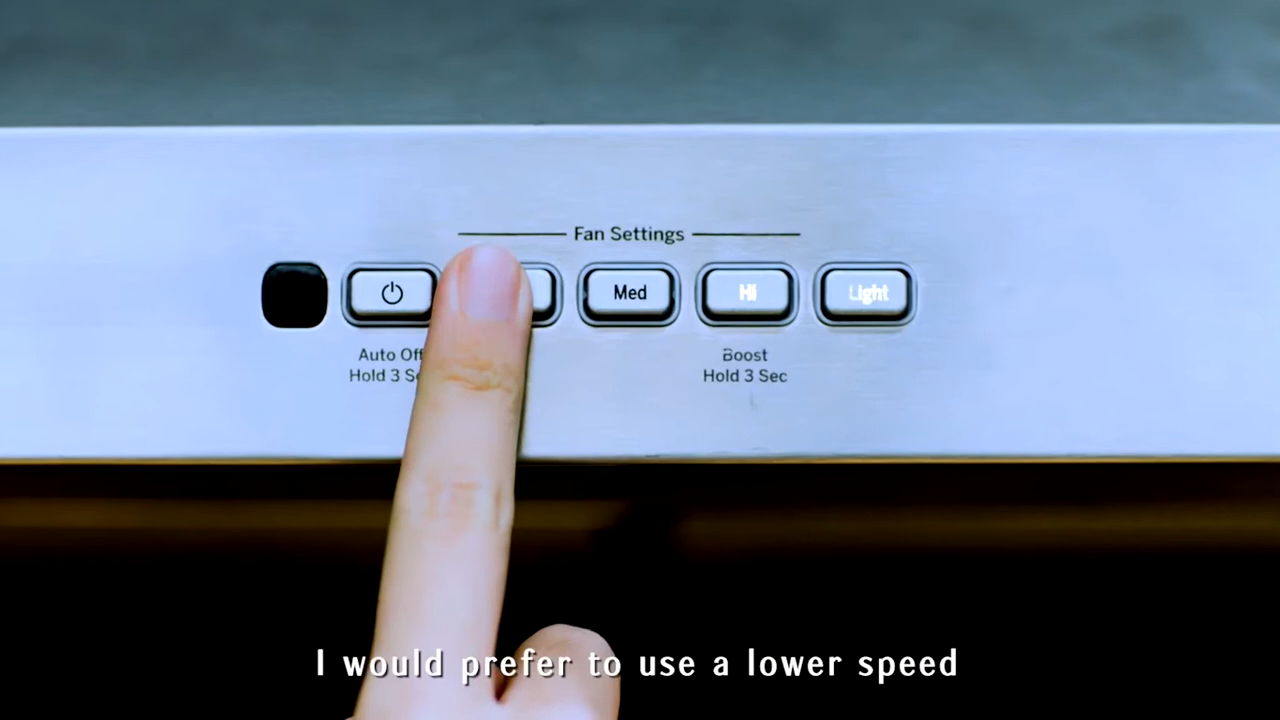 Fan Settings
Med
Hi
Light
Auto Off
Hold 3 Boost
Hold 3 Sec
I would prefer to use a lower speed